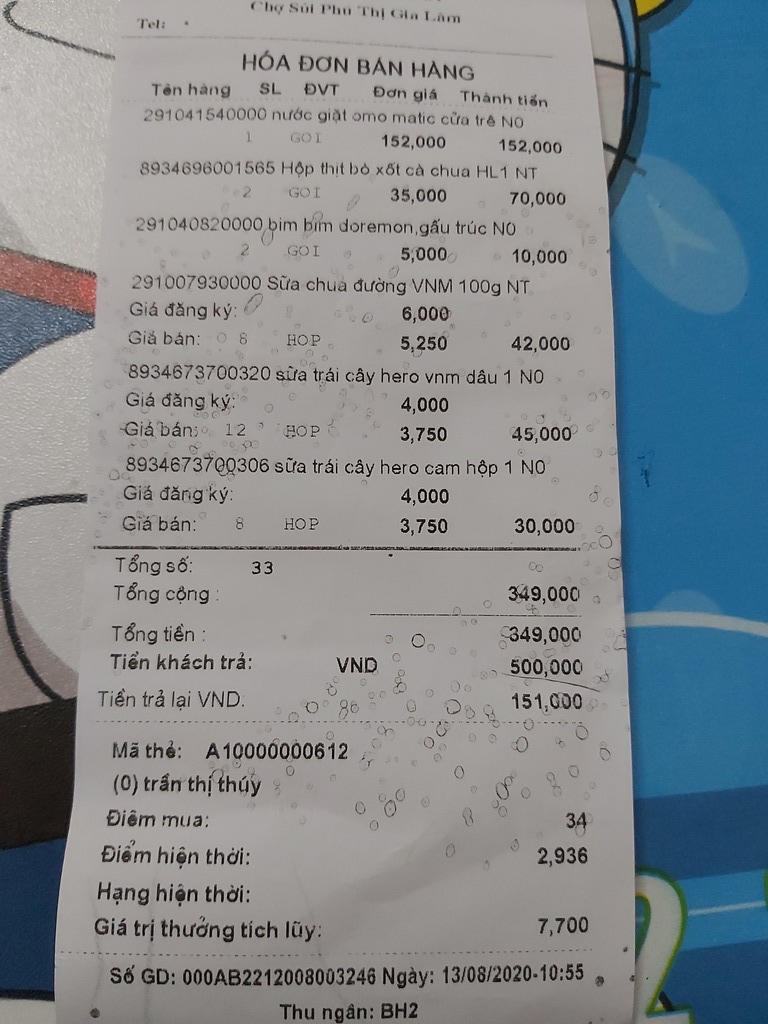 Chợ Sủi Phú Thị Gia Lâm
Tel:
HÓA ĐƠN BÁN HÀNG
Tên hàng SL ĐVT Đơn giá Thành tiền
291041540000 nước giặt omo matic cửa trê N0
1 GOI 152,000 152,000
8934696001565 Hộp thịt bò xốt cà chua HL1 NT
2 GOI 35,000 70,000
291040820000 bim bim doremon,gấu trúc N0
2 GOI 5,000 10,000
291007930000 Sữa chua đường VNM 100g NT
Giá đăng ký: 6,000
Giá bán: 8 HOP 5,250 42,000
8934673700320 sữa trái cây hero vnm dâu 1 N0
Giá đăng ký: 4,000
Giá bán: 12 HOP 3,750 45,000
8934673700306 sữa trái cây hero cam hộp 1 N0
Giá đăng ký: 4,000
Giá bán: 8 HOP 3,750 30,000
Tổng số: 33
Tổng cộng : 349,000
Tổng tiền : 349,000
Tiền khách trả: VND 500,000
Tiền trả lại VND: 151,000
Mã thẻ: A10000000612
(0) trần thị thúy
Điểm mua: 34
Điểm hiện thời: 2,936
Hạng hiện thời:
Giá trị thưởng tích lũy: 7,700
Số GD: 000AB2212008003246 Ngày: 13/08/2020-10:55
Thu ngân: BH2
2